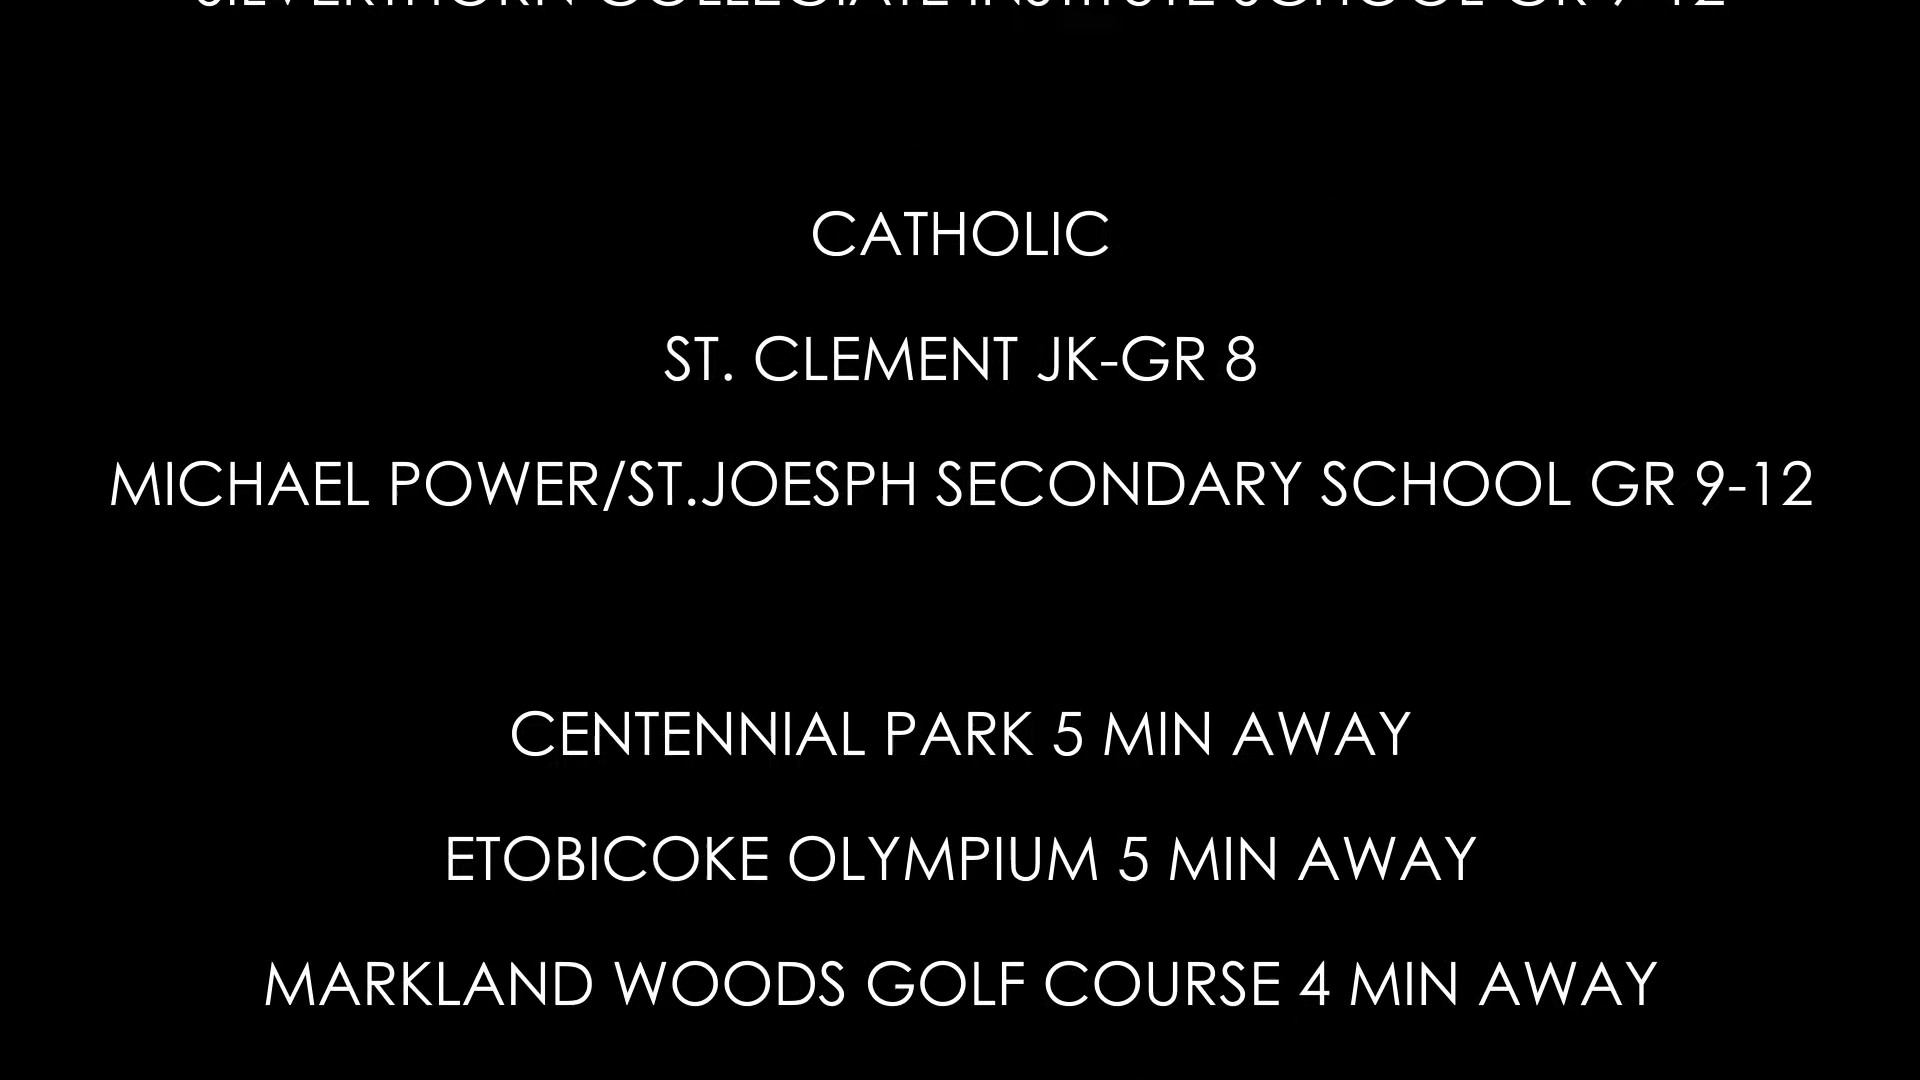 SILVERTHORN COLLEGIATE INSTITUTE SCHOOL GR 9-12
CATHOLIC
ST. CLEMENT JK-GR 8
MICHAEL POWER/ST.JOESPH SECONDARY SCHOOL GR 9-12
CENTENNIAL PARK 5 MIN AWAY
ETOBICOKE OLYMPIUM 5 MIN AWAY
MARKLAND WOODS GOLF COURSE 4 MIN AWAY